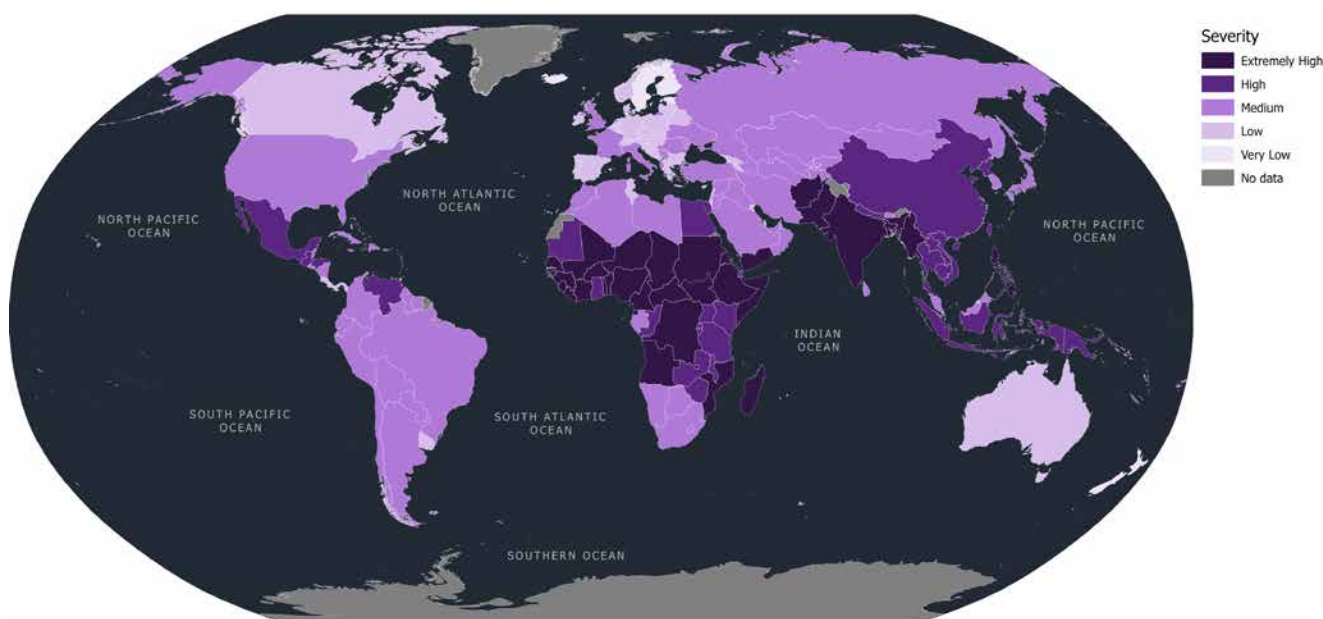 Severity
Extremely High
High
Medium
Low
Very Low
No data
NORTH ATLANTIC
OCEAN
NORTH PACIFIC
OCEAN
NORTH PACIFIC
OCEAN
INDIAN
OCEAN
SOUTH PACIFIC
OCEAN
SOUTH ATLANTIC
OCEAN
SOUTHERN OCEAN